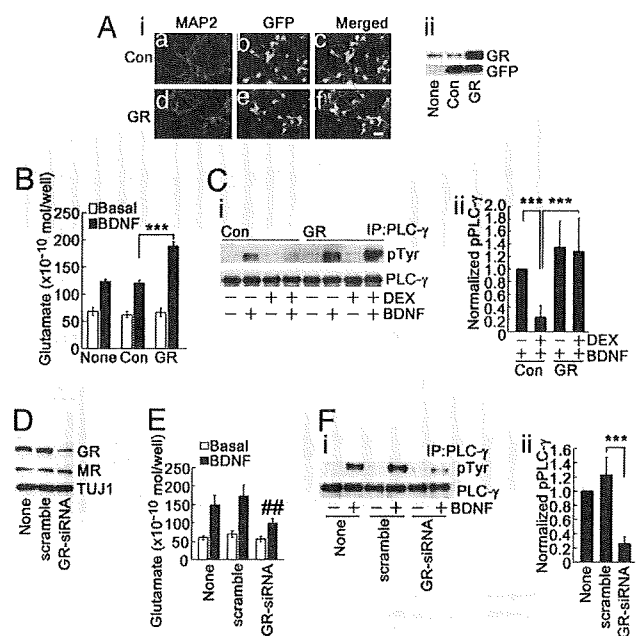 A i MAP2 GFP Merged ii
a b c
Con
d e f
GR
GR
GFP
None Con GR
B
Glutamate (x10⁻¹⁰ mol/well)
250
200
150
100
50
0
Basal
BDNF
***
None Con GR
C i
Con GR IP:PLC-γ
pTyr
PLC-γ
− − + + − − + + DEX
− + − + − + − + BDNF
ii
Normalized pPLC-γ
2.0
1.8
1.6
1.4
1.2
1.0
0.8
0.6
0.4
0.2
0
*** ***
− + − + DEX
+ + + + BDNF
Con GR
D
GR
MR
TUJ1
None
scramble
GR-siRNA
E
Glutamate (x10⁻¹⁰ mol/well)
250
200
150
100
50
0
Basal
BDNF
##
None
scramble
GR-siRNA
F i
IP:PLC-γ
pTyr
PLC-γ
− + − + − + BDNF
None
scramble
GR-siRNA
ii
Normalized pPLC-γ
1.6
1.4
1.2
1.0
0.8
0.6
0.4
0.2
0
***
None
scramble
GR-siRNA